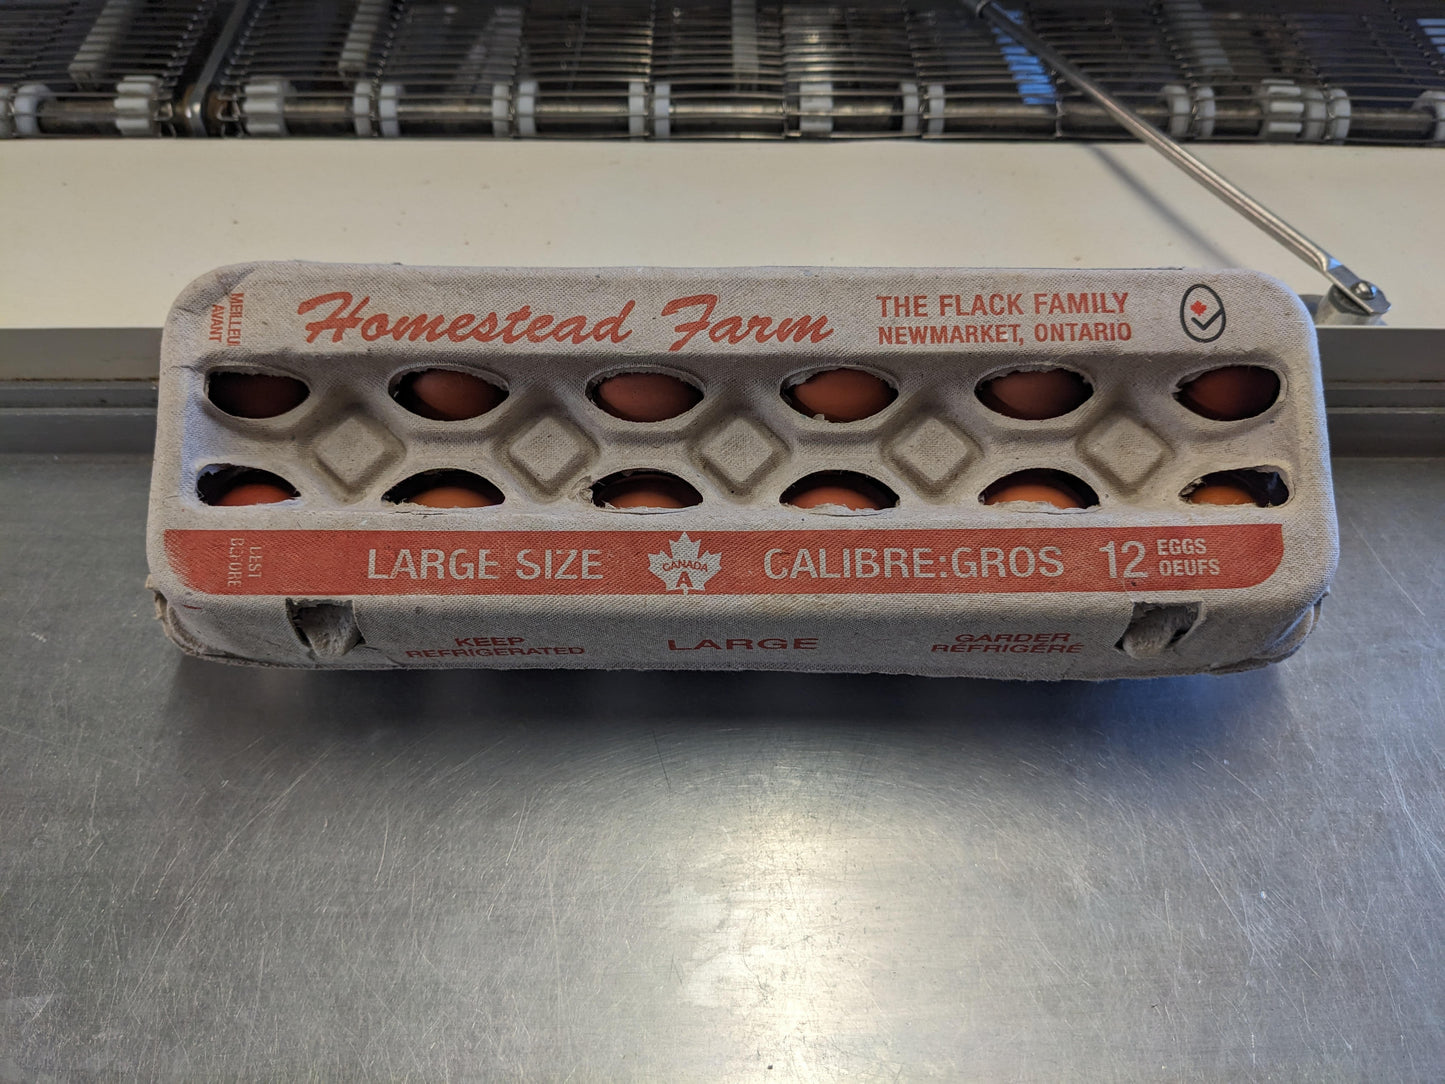 MEILLEUR
AVANT
Homestead Farm
THE FLACK FAMILY
NEWMARKET, ONTARIO
BEST
BEFORE
LARGE SIZE
CANADA
A
CALIBRE:GROS
12 EGGS
OEUFS
KEEP
REFRIGERATED
LARGE
GARDER
RÉFRIGÉRÉ